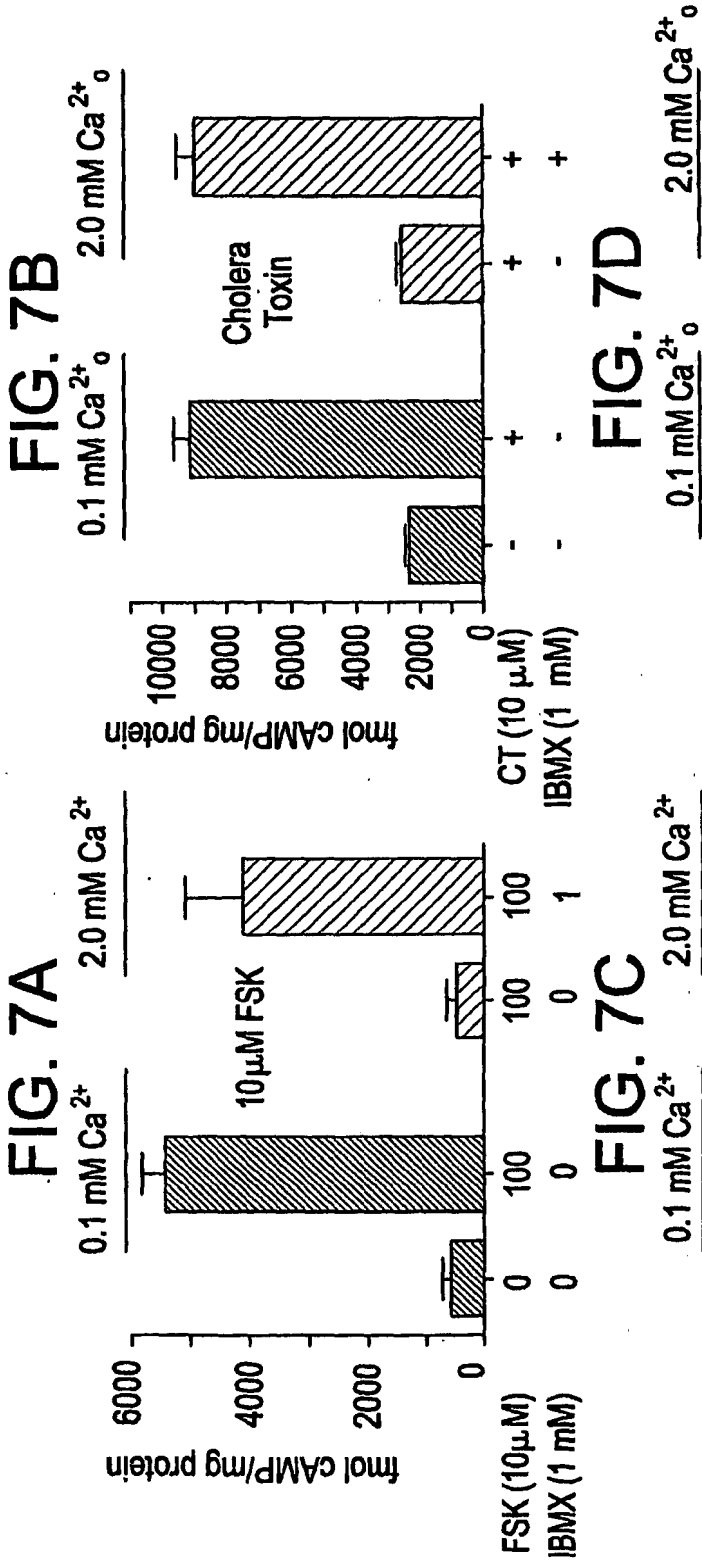 FIG. 7A
0.1 mM Ca2+
2.0 mM Ca2+
10μM FSK
fmol cAMP/mg protein
6000
4000
2000
0
FSK (10μM)
0
100
100
100
IBMX (1 mM)
0
0
0
1
FIG. 7B
0.1 mM Ca2+o
2.0 mM Ca2+o
Cholera
Toxin
fmol cAMP/mg protein
10000
8000
6000
4000
2000
0
CT (10 μM)
-
+
+
+
IBMX (1 mM)
-
-
-
+
FIG. 7C
0.1 mM Ca2+
2.0 mM Ca2+
FIG. 7D
0.1 mM Ca2+o
2.0 mM Ca2+o